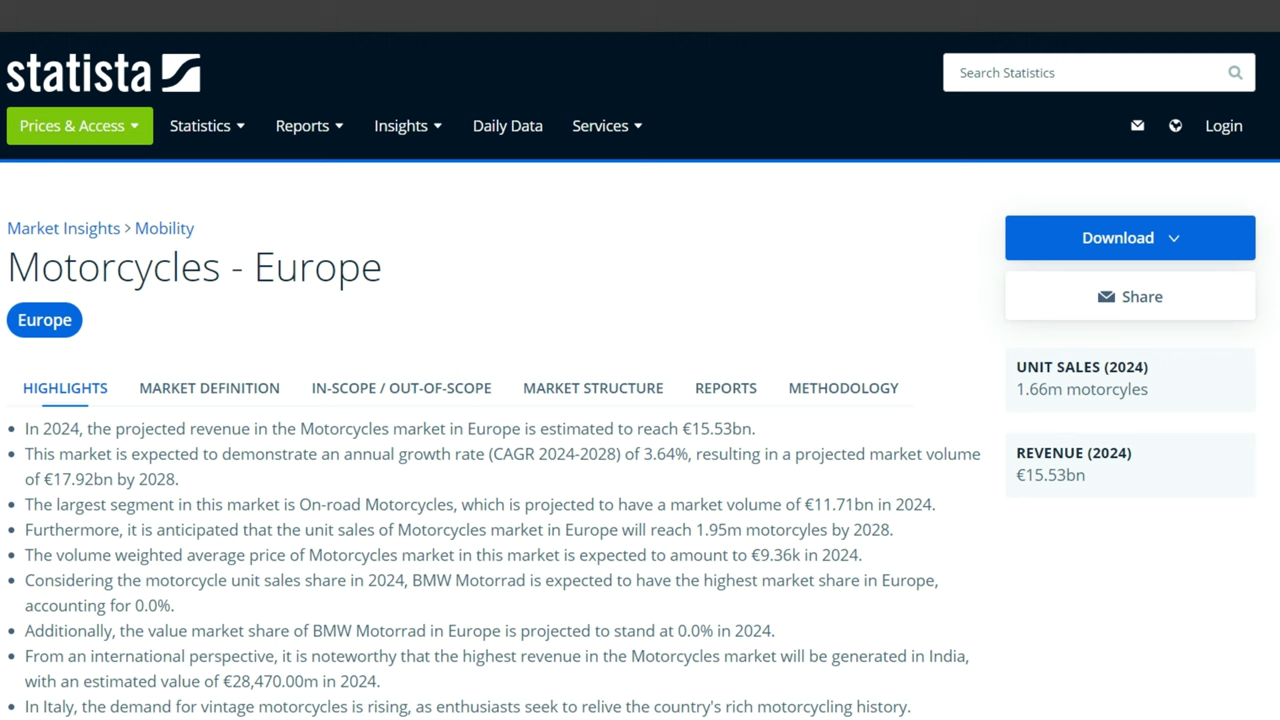 statista
Search Statistics
Prices & Access
Statistics
Reports
Insights
Daily Data
Services
Login
Market Insights > Mobility
Motorcycles - Europe
Europe
Download
Share
HIGHLIGHTS
MARKET DEFINITION
IN-SCOPE / OUT-OF-SCOPE
MARKET STRUCTURE
REPORTS
METHODOLOGY
• In 2024, the projected revenue in the Motorcycles market in Europe is estimated to reach €15.53bn.
• This market is expected to demonstrate an annual growth rate (CAGR 2024-2028) of 3.64%, resulting in a projected market volume
of €17.92bn by 2028.
• The largest segment in this market is On-road Motorcycles, which is projected to have a market volume of €11.71bn in 2024.
• Furthermore, it is anticipated that the unit sales of Motorcycles market in Europe will reach 1.95m motorcyles by 2028.
• The volume weighted average price of Motorcycles market in this market is expected to amount to €9.36k in 2024.
• Considering the motorcycle unit sales share in 2024, BMW Motorrad is expected to have the highest market share in Europe,
accounting for 0.0%.
• Additionally, the value market share of BMW Motorrad in Europe is projected to stand at 0.0% in 2024.
• From an international perspective, it is noteworthy that the highest revenue in the Motorcycles market will be generated in India,
with an estimated value of €28,470.00m in 2024.
• In Italy, the demand for vintage motorcycles is rising, as enthusiasts seek to relive the country's rich motorcycling history.
UNIT SALES (2024)
1.66m motorcyles
REVENUE (2024)
€15.53bn